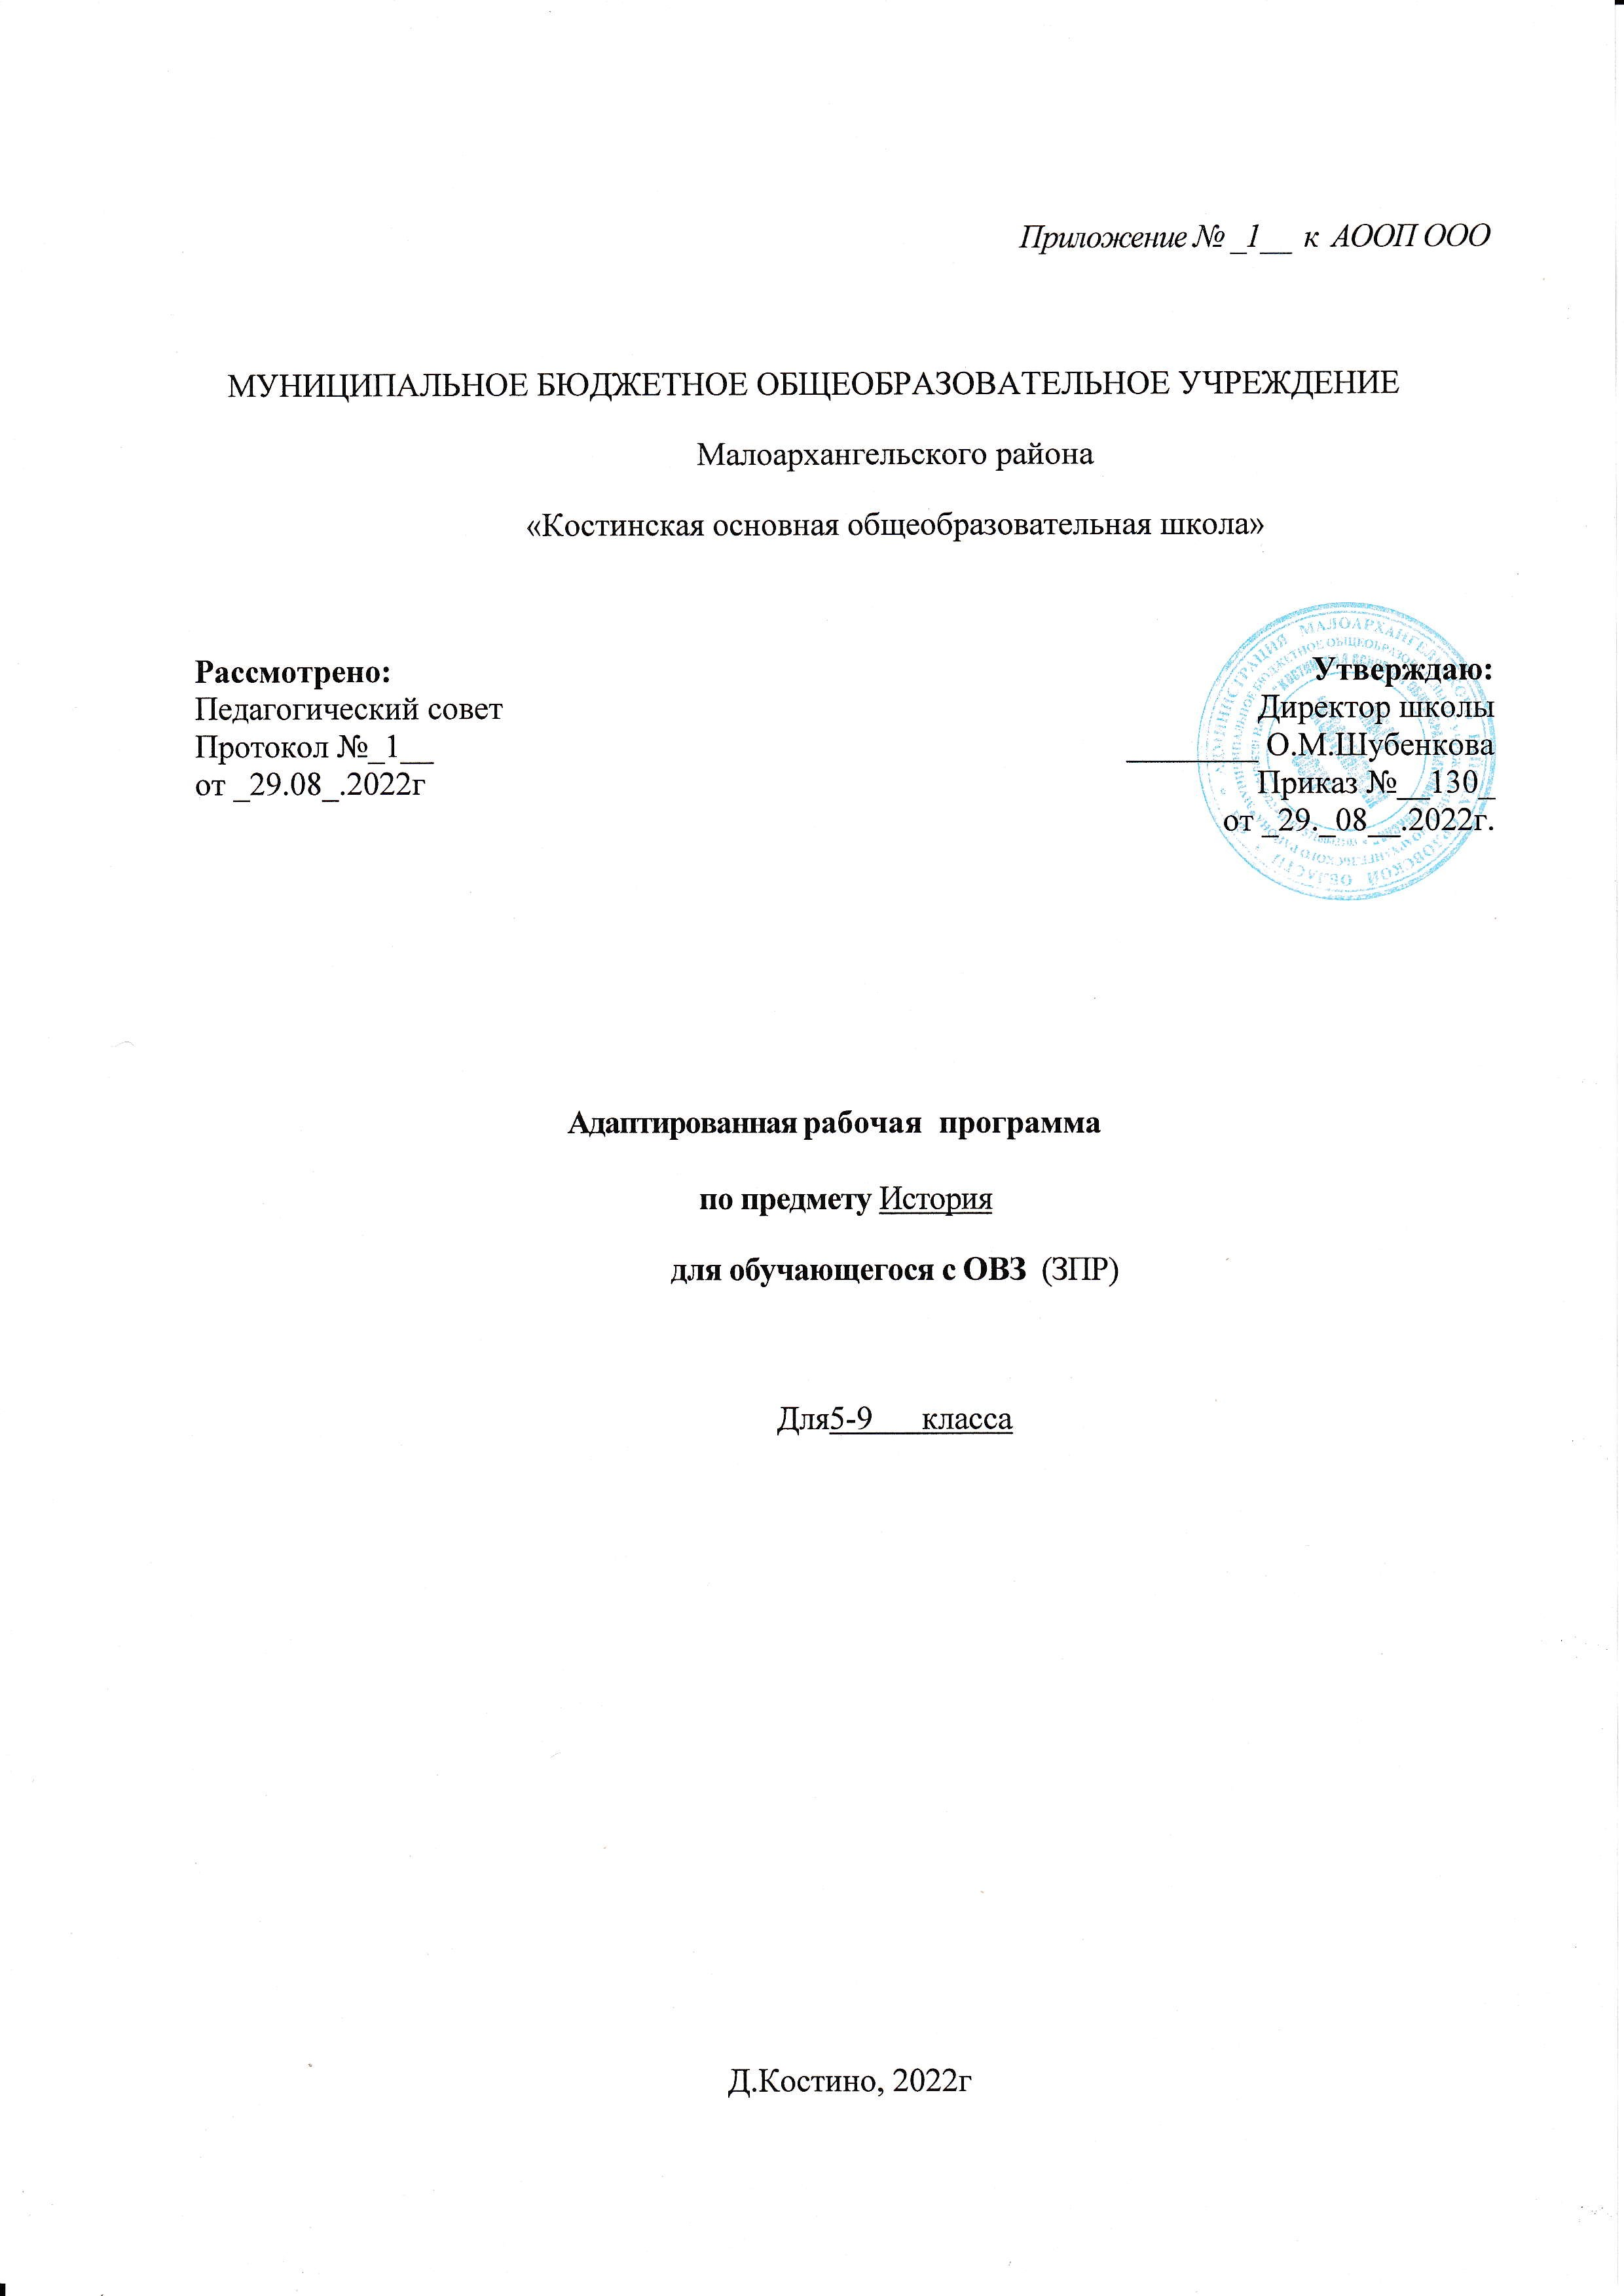 Приложение № _1__ к АООП ООО
МУНИЦИПАЛЬНОЕ БЮДЖЕТНОЕ ОБЩЕОБРАЗОВАТЕЛЬНОЕ УЧРЕЖДЕНИЕ
Малоархангельского района
«Костинская основная общеобразовательная школа»
Рассмотрено:
Педагогический совет
Протокол №_1__
от _29.08_.2022г
Утверждаю:
Директор школы
________ О.М.Шубенкова
Приказ №__130_
от _29._08__.2022г.
Адаптированная рабочая программа
по предмету История
для обучающегося с ОВЗ (ЗПР)
Для5-9 класса
Д.Костино, 2022г